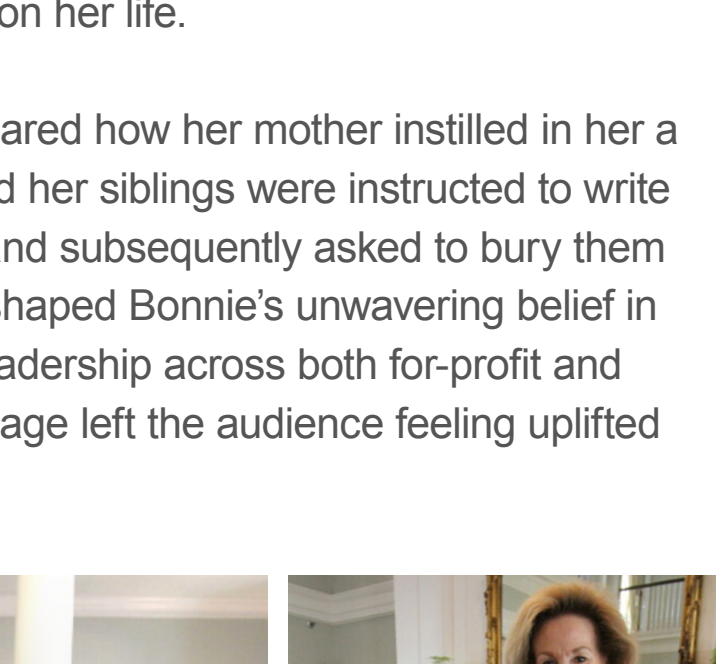 on her life.
ared how her mother instilled in her a
d her siblings were instructed to write
nd subsequently asked to bury them
shaped Bonnie’s unwavering belief in
adership across both for-profit and
age left the audience feeling uplifted